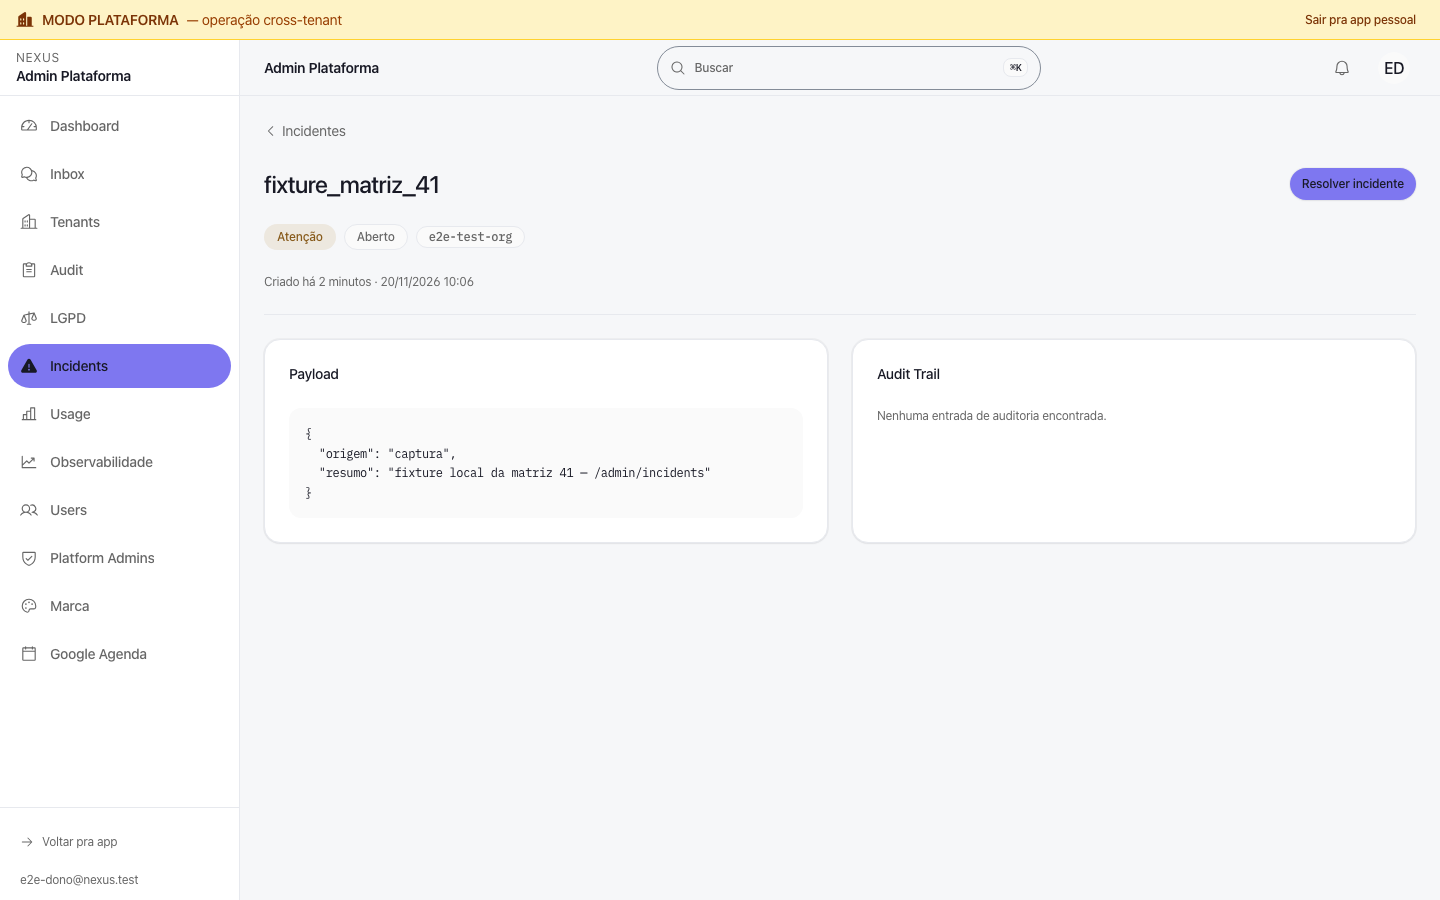 MODO PLATAFORMA — operação cross-tenant
Sair pra app pessoal
NEXUS
Admin Plataforma
Admin Plataforma
Buscar
⌘K
ED
Dashboard
Inbox
Tenants
Audit
LGPD
Incidents
Usage
Observabilidade
Users
Platform Admins
Marca
Google Agenda
Voltar pra app
e2e-dono@nexus.test
Incidentes
fixture_matriz_41
Resolver incidente
Atenção
Aberto
e2e-test-org
Criado há 2 minutos · 20/11/2026 10:06
Payload
{
"origem": "captura",
"resumo": "fixture local da matriz 41 — /admin/incidents"
}
Audit Trail
Nenhuma entrada de auditoria encontrada.